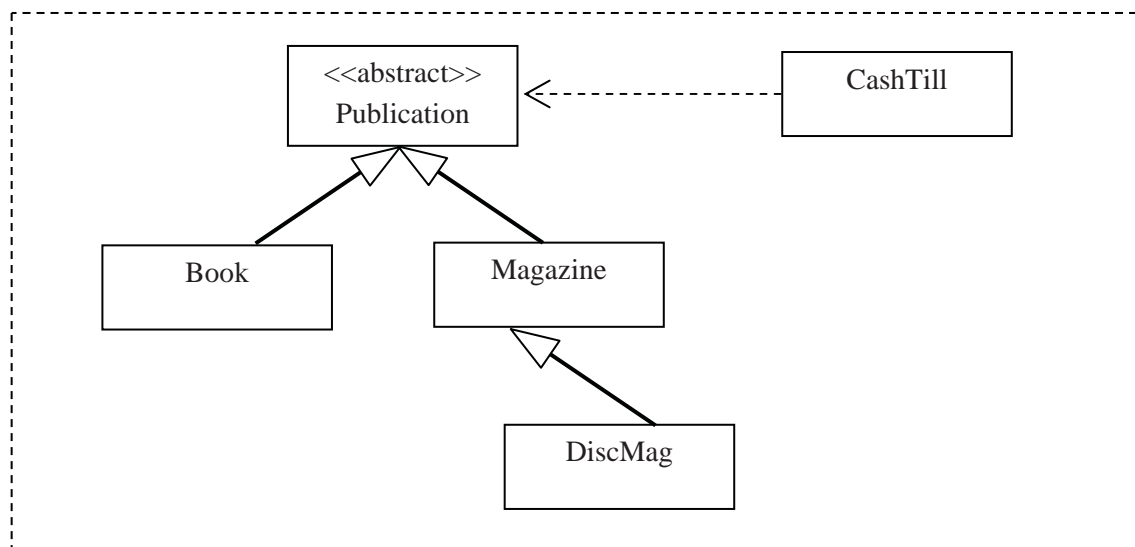 <<abstract>>
Publication
CashTill
Book
Magazine
DiscMag